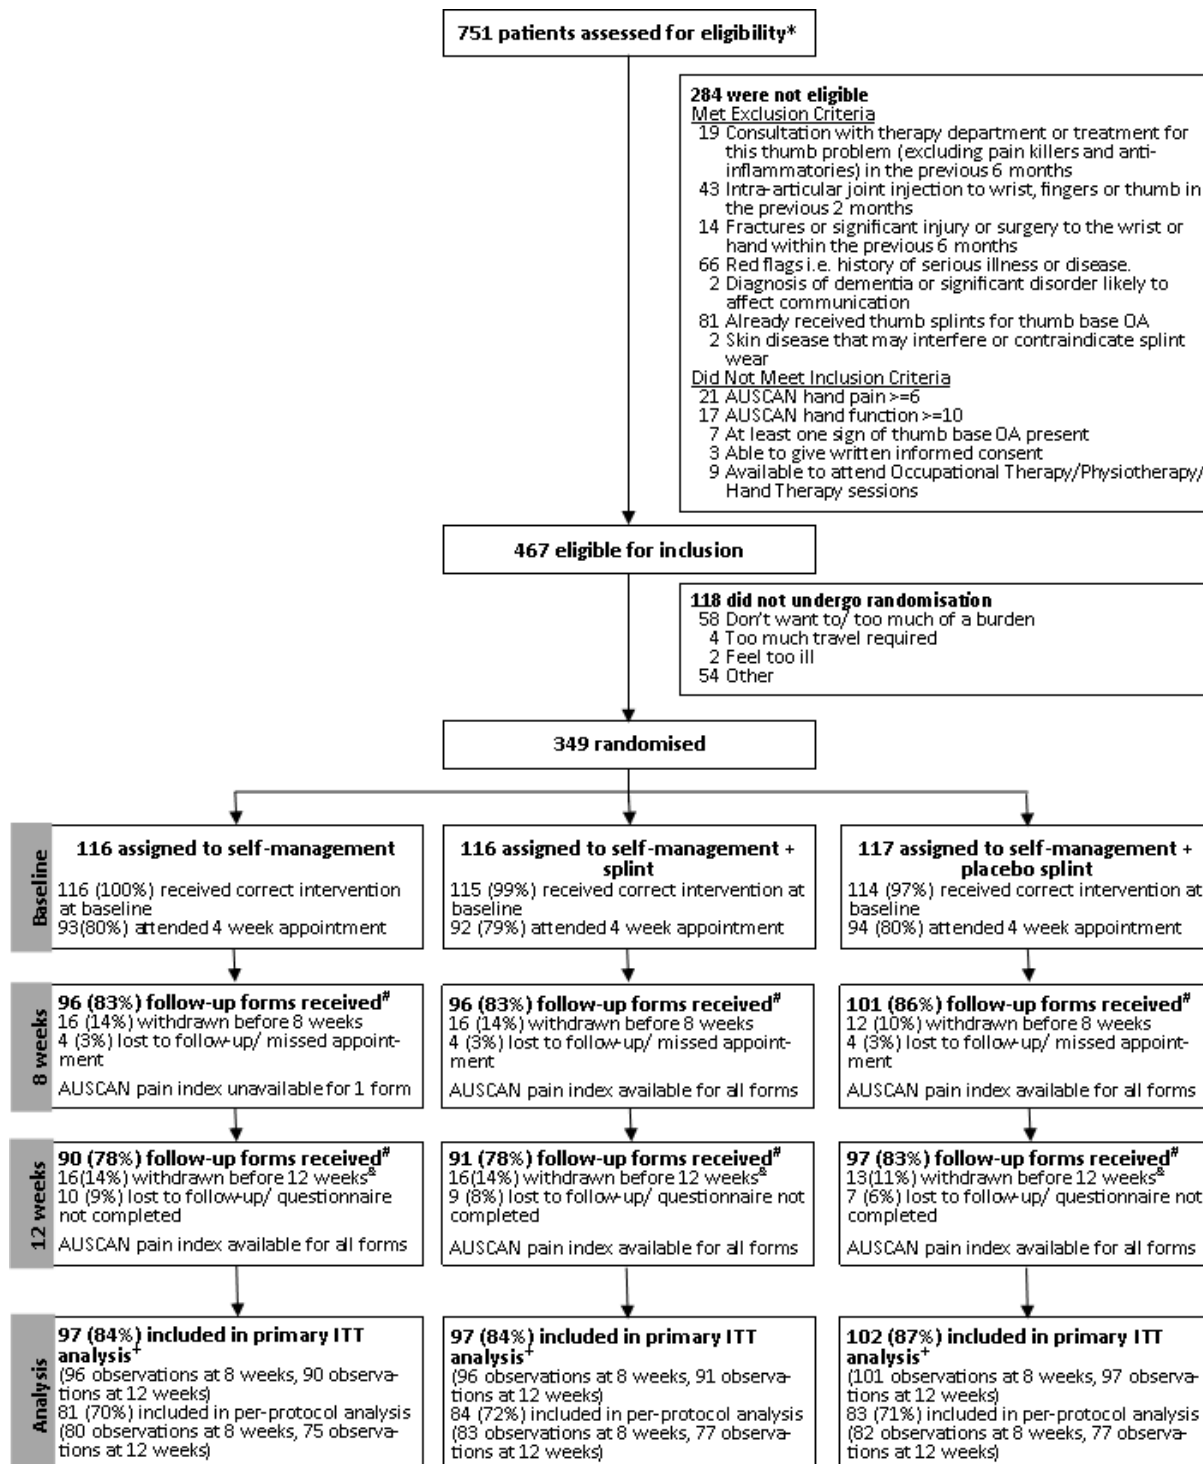 751 patients assessed for eligibility*
284 were not eligible
Met Exclusion Criteria
19 Consultation with therapy department or treatment for
this thumb problem (excluding pain killers and anti-
inflammatories) in the previous 6 months
43 Intra-articular joint injection to wrist, fingers or thumb in
the previous 2 months
14 Fractures or significant injury or surgery to the wrist or
hand within the previous 6 months
66 Red flags i.e. history of serious illness or disease.
2 Diagnosis of dementia or significant disorder likely to
affect communication
81 Already received thumb splints for thumb base OA
2 Skin disease that may interfere or contraindicate splint
wear
Did Not Meet Inclusion Criteria
21 AUSCAN hand pain >=6
17 AUSCAN hand function >=10
7 At least one sign of thumb base OA present
3 Able to give written informed consent
9 Available to attend Occupational Therapy/Physiotherapy/
Hand Therapy sessions
467 eligible for inclusion
118 did not undergo randomisation
58 Don't want to/ too much of a burden
4 Too much travel required
2 Feel too ill
54 Other
349 randomised
Baseline
116 assigned to self-management
116 (100%) received correct intervention
at baseline
93(80%) attended 4 week appointment
116 assigned to self-management +
splint
115 (99%) received correct intervention at
baseline
92 (79%) attended 4 week appointment
117 assigned to self-management +
placebo splint
114 (97%) received correct intervention at
baseline
94 (80%) attended 4 week appointment
8 weeks
96 (83%) follow-up forms received#
16 (14%) withdrawn before 8 weeks
4 (3%) lost to follow-up/ missed appoint-
ment
AUSCAN pain index unavailable for 1 form
96 (83%) follow-up forms received#
16 (14%) withdrawn before 8 weeks
4 (3%) lost to follow-up/ missed appoint-
ment
AUSCAN pain index available for all forms
101 (86%) follow-up forms received#
12 (10%) withdrawn before 8 weeks
4 (3%) lost to follow-up/ missed appoint-
ment
AUSCAN pain index available for all forms
12 weeks
90 (78%) follow-up forms received#
16(14%) withdrawn before 12 weeks&
10 (9%) lost to follow-up/ questionnaire
not completed
AUSCAN pain index available for all forms
91 (78%) follow-up forms received#
16(14%) withdrawn before 12 weeks&
9 (8%) lost to follow-up/ questionnaire not
completed
AUSCAN pain index available for all forms
97 (83%) follow-up forms received#
13(11%) withdrawn before 12 weeks&
7 (6%) lost to follow-up/ questionnaire not
completed
AUSCAN pain index available for all forms
Analysis
97 (84%) included in primary ITT
analysis+
(96 observations at 8 weeks, 90 observa-
tions at 12 weeks)
81 (70%) included in per-protocol analysis
(80 observations at 8 weeks, 75 observa-
tions at 12 weeks)
97 (84%) included in primary ITT
analysis+
(96 observations at 8 weeks, 91 observa-
tions at 12 weeks)
84 (72%) included in per-protocol analysis
(83 observations at 8 weeks, 77 observa-
tions at 12 weeks)
102 (87%) included in primary ITT
analysis+
(101 observations at 8 weeks, 97 observa-
tions at 12 weeks)
83 (71%) included in per-protocol analysis
(82 observations at 8 weeks, 77 observa-
tions at 12 weeks)